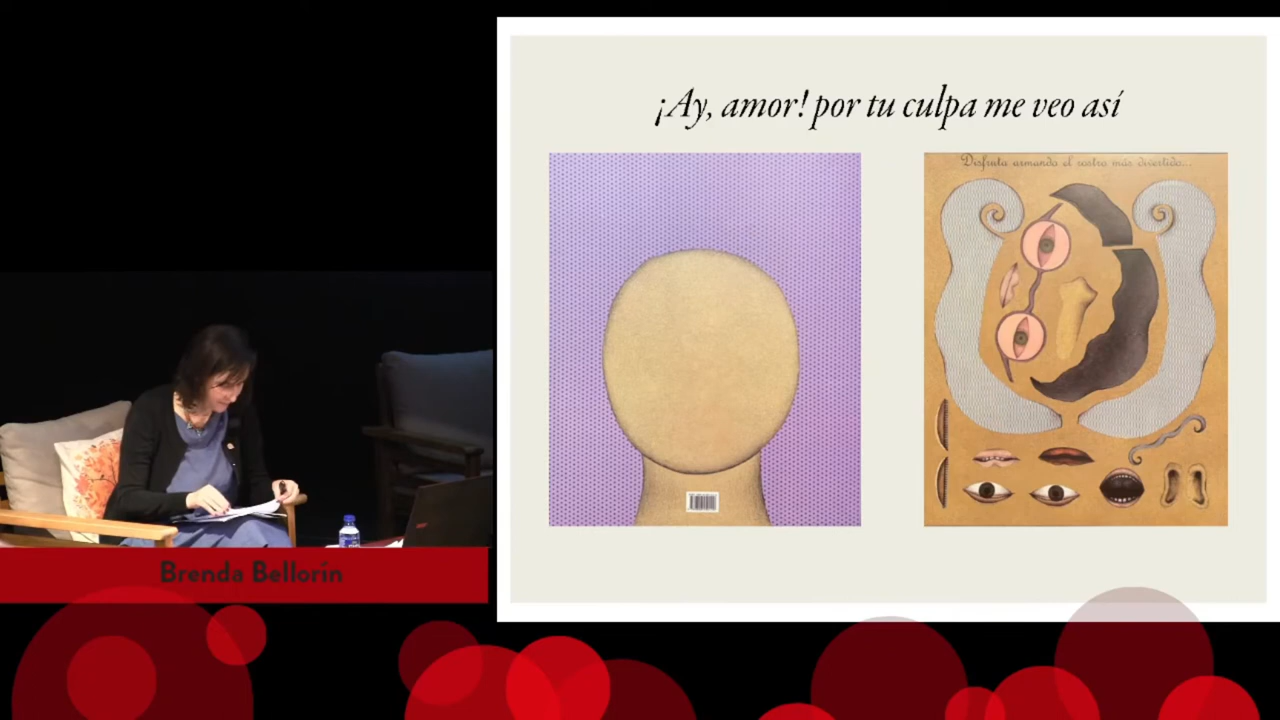 ¡Ay, amor! por tu culpa me veo así
Disfruta armando el rostro más divertido...
Brenda Bellorín